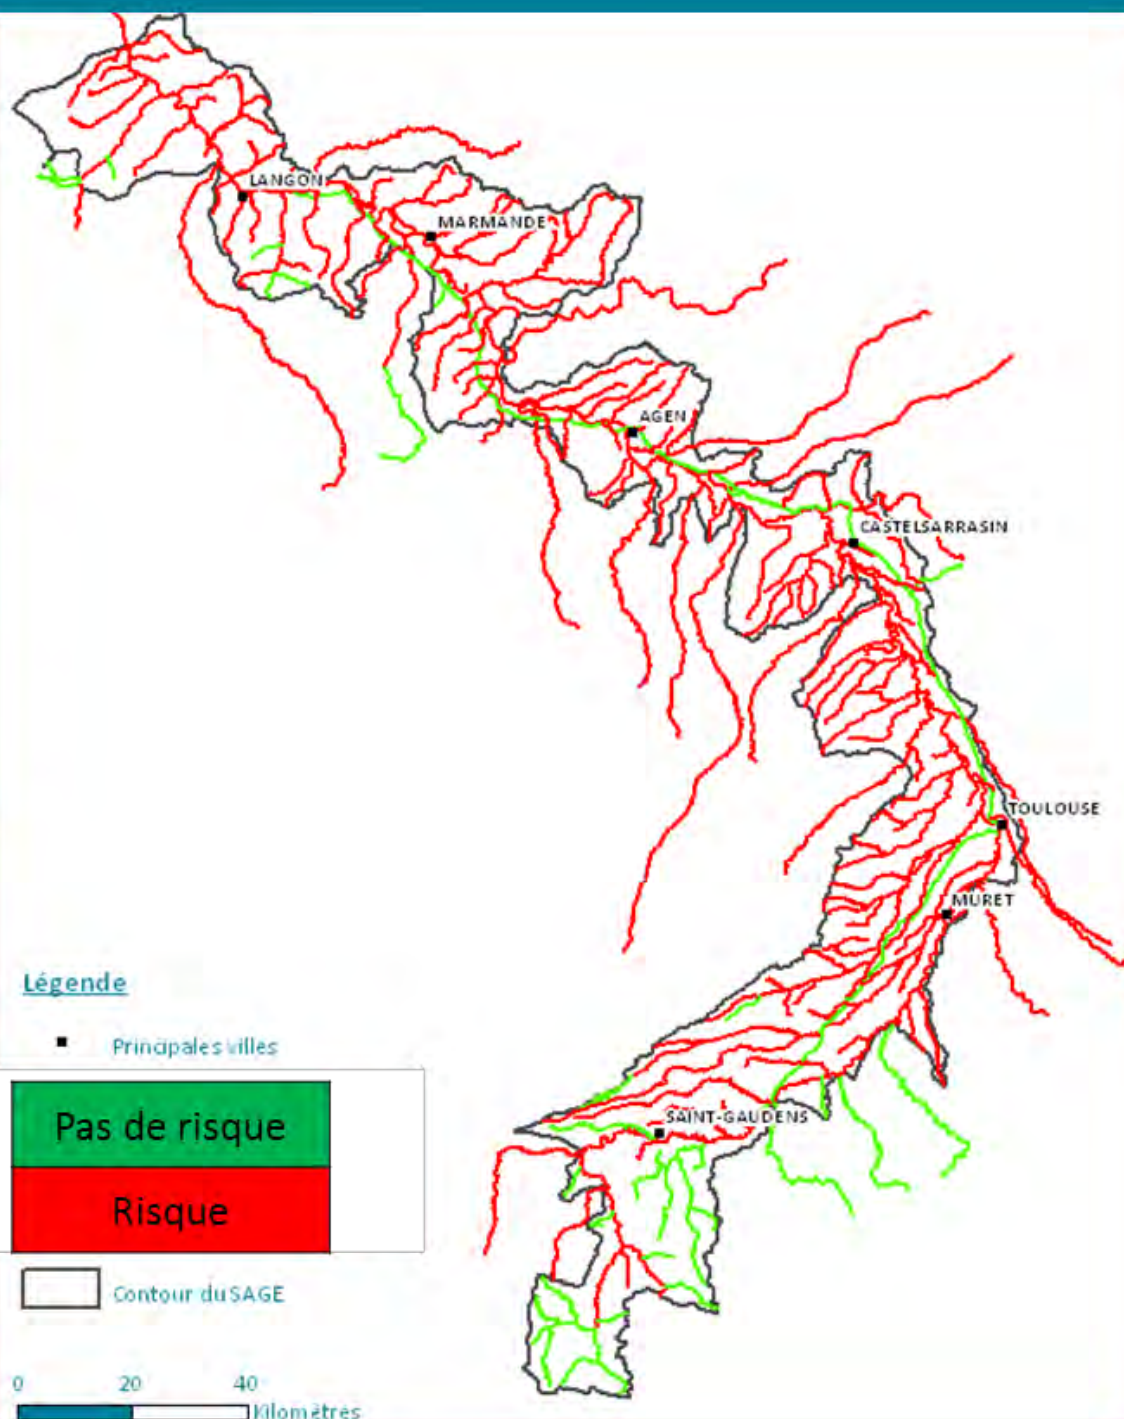 LANGON
MARMANDE
AGEN
CASTELSARRASIN
TOULOUSE
MURET
SAINT-GAUDENS
Légende
Principales villes
Pas de risque
Risque
Contour du SAGE
0 20 40
Kilomètres